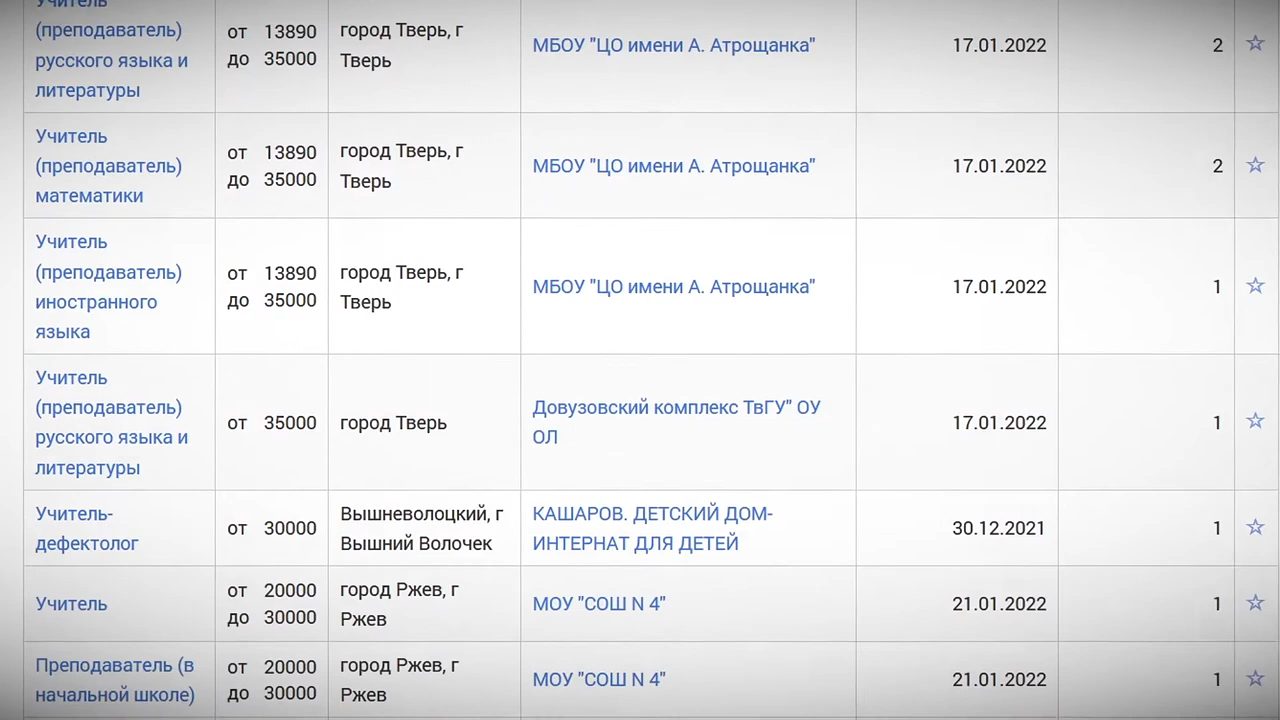 Учитель
(преподаватель)
русского языка и
литературы
от 13890
до 35000
город Тверь, г
Тверь
МБОУ "ЦО имени А. Атрощанка"
17.01.2022
2
Учитель
(преподаватель)
математики
от 13890
до 35000
город Тверь, г
Тверь
МБОУ "ЦО имени А. Атрощанка"
17.01.2022
2
Учитель
(преподаватель)
иностранного
языка
от 13890
до 35000
город Тверь, г
Тверь
МБОУ "ЦО имени А. Атрощанка"
17.01.2022
1
Учитель
(преподаватель)
русского языка и
литературы
от 35000
город Тверь
Довузовский комплекс ТвГУ" ОУ
ОЛ
17.01.2022
1
Учитель-
дефектолог
от 30000
Вышневолоцкий, г
Вышний Волочек
КАШАРОВ. ДЕТСКИЙ ДОМ-
ИНТЕРНАТ ДЛЯ ДЕТЕЙ
30.12.2021
1
Учитель
от 20000
до 30000
город Ржев, г
Ржев
МОУ "СОШ N 4"
21.01.2022
1
Преподаватель (в
начальной школе)
от 20000
до 30000
город Ржев, г
Ржев
МОУ "СОШ N 4"
21.01.2022
1